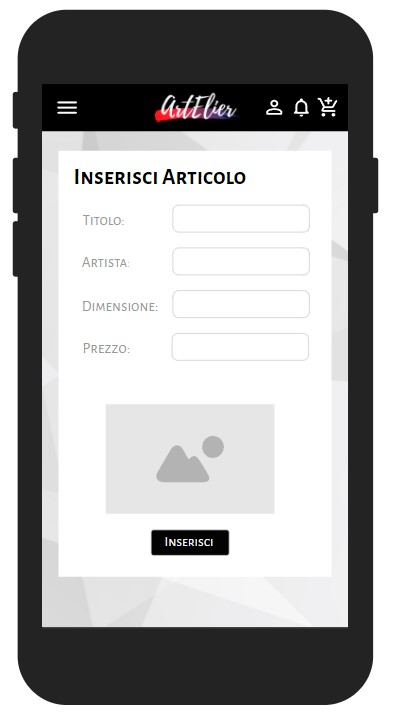 ArtElier
Inserisci Articolo
Titolo:
Artista:
Dimensione:
Prezzo:
Inserisci